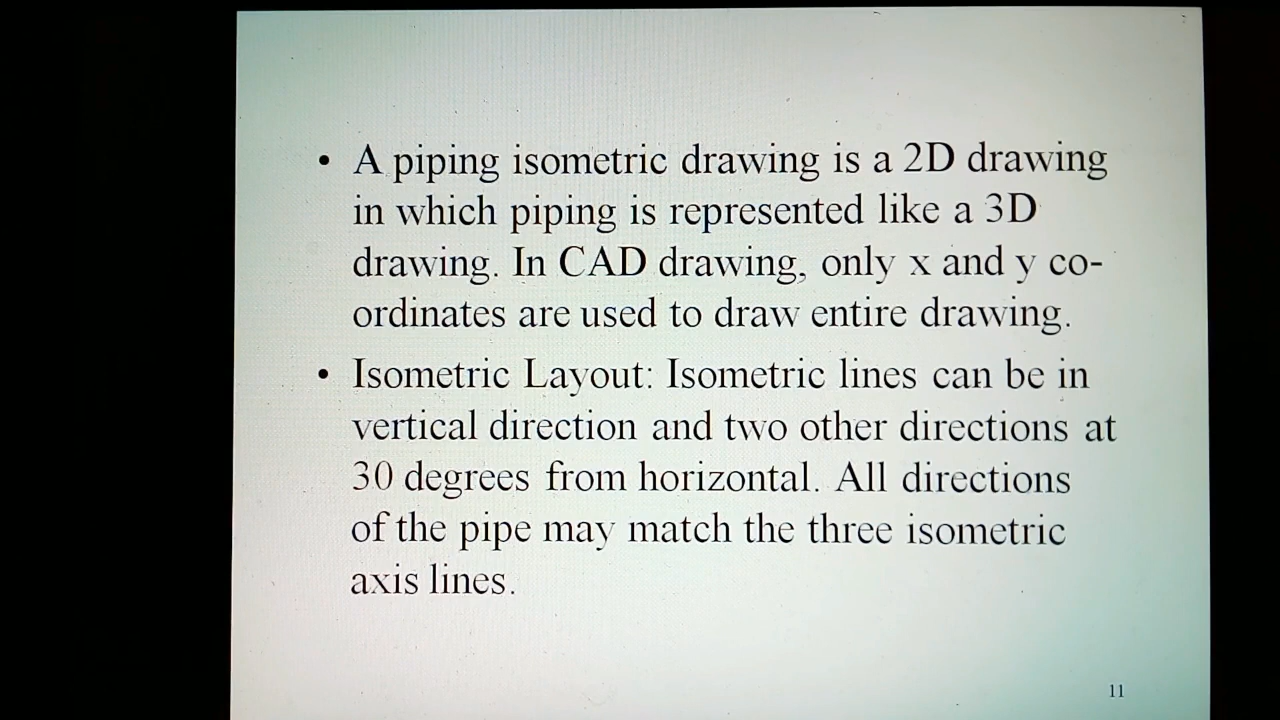 • A piping isometric drawing is a 2D drawing
in which piping is represented like a 3D
drawing. In CAD drawing, only x and y co-
ordinates are used to draw entire drawing.
• Isometric Layout: Isometric lines can be in
vertical direction and two other directions at
30 degrees from horizontal. All directions
of the pipe may match the three isometric
axis lines.
11